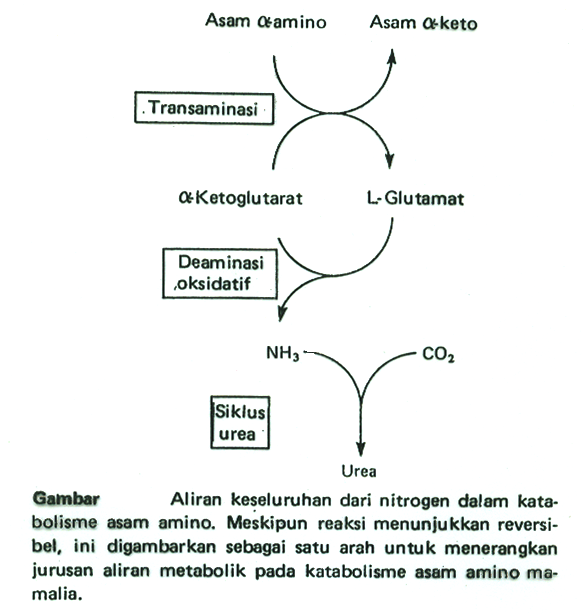 Asam α-amino Asam α-keto
Transaminasi
α-Ketoglutarat L-Glutamat
Deaminasi
oksidatif
NH₃ CO₂
Siklus
urea
Urea
Gambar Aliran keseluruhan dari nitrogen dalam kata-
bolisme asam amino. Meskipun reaksi menunjukkan reversi-
bel, ini digambarkan sebagai satu arah untuk menerangkan
jurusan aliran metabolik pada katabolisme asam amino ma-
malia.